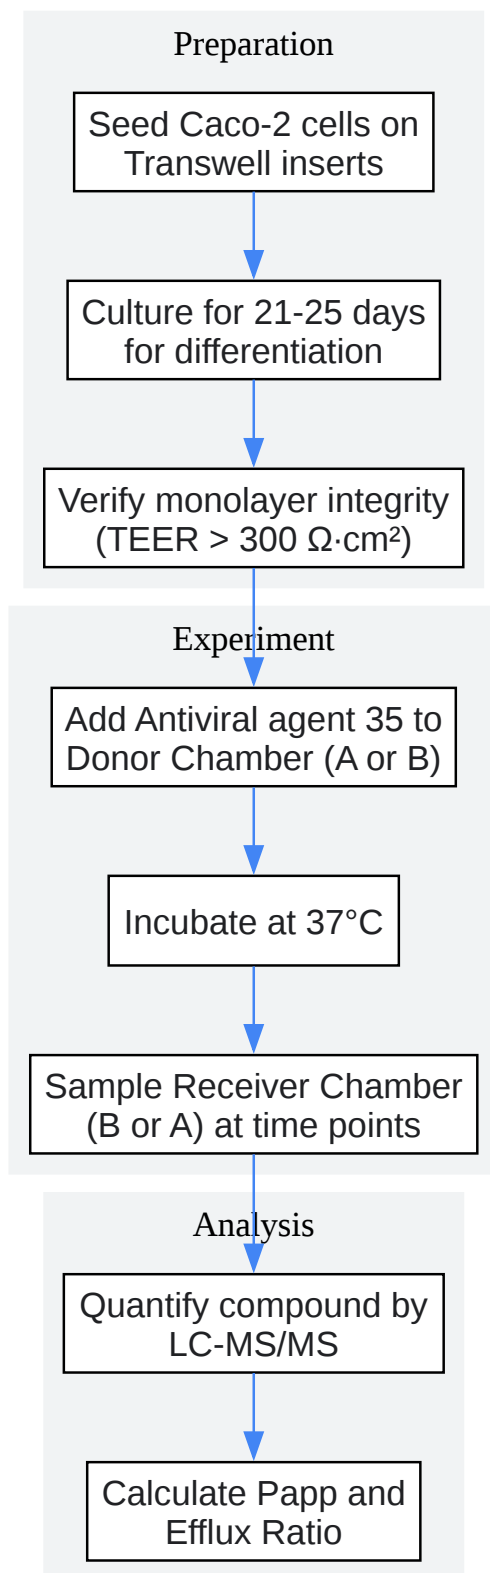 Preparation
Seed Caco-2 cells on
Transwell inserts
Culture for 21-25 days
for differentiation
Verify monolayer integrity
(TEER > 300 Ω·cm²)
Experiment
Add Antiviral agent 35 to
Donor Chamber (A or B)
Incubate at 37°C
Sample Receiver Chamber
(B or A) at time points
Analysis
Quantify compound by
LC-MS/MS
Calculate Papp and
Efflux Ratio